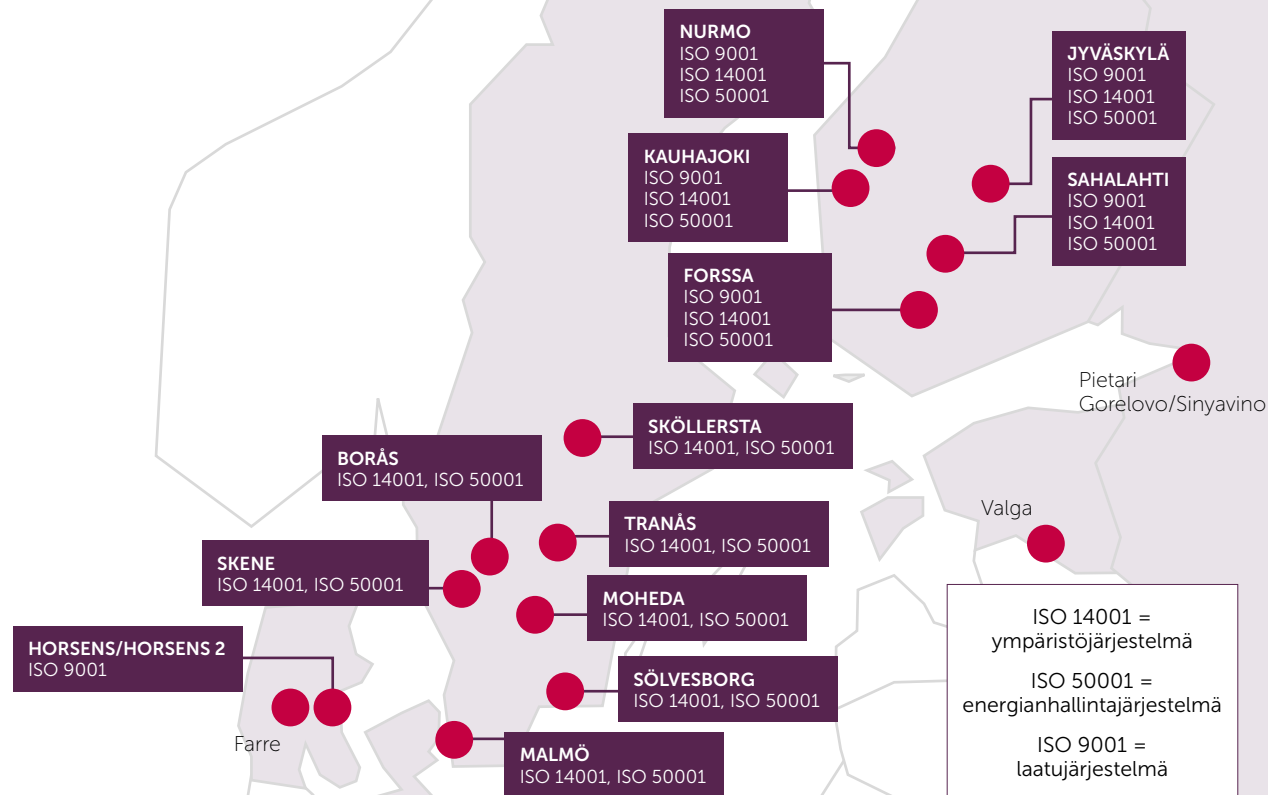 NURMO
ISO 9001
ISO 14001
ISO 50001
JYVÄSKYLÄ
ISO 9001
ISO 14001
ISO 50001
KAUHAJOKI
ISO 9001
ISO 14001
ISO 50001
SAHALAHTI
ISO 9001
ISO 14001
ISO 50001
FORSSA
ISO 9001
ISO 14001
ISO 50001
Pietari
Gorelovo/Sinyavino
SKÖLLERSTA
ISO 14001, ISO 50001
BORÅS
ISO 14001, ISO 50001
Valga
TRANÅS
ISO 14001, ISO 50001
SKENE
ISO 14001, ISO 50001
MOHEDA
ISO 14001, ISO 50001
HORSENS/HORSENS 2
ISO 9001
SÖLVESBORG
ISO 14001, ISO 50001
Farre
MALMÖ
ISO 14001, ISO 50001
ISO 14001 =
ympäristöjärjestelmä
ISO 50001 =
energianhallintajärjestelmä
ISO 9001 =
laatujärjestelmä